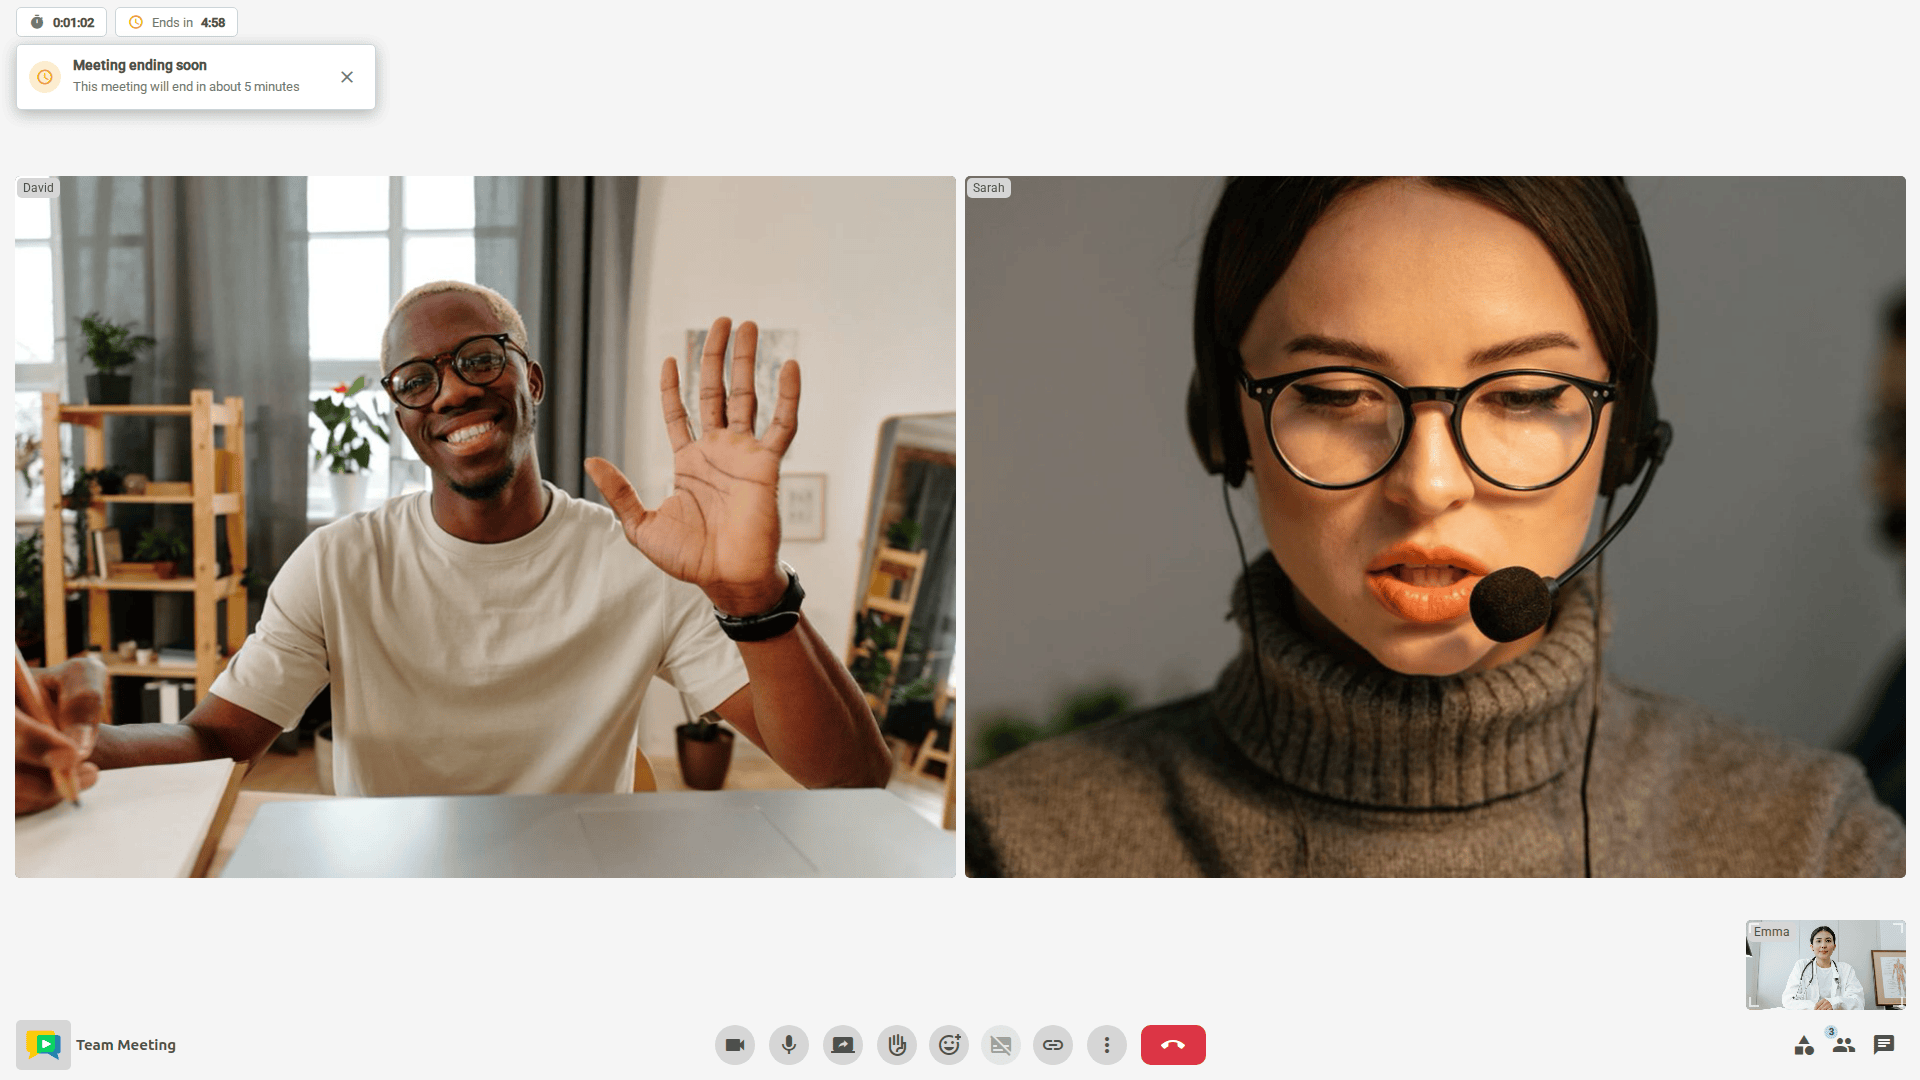 0:01:02
Ends in 4:58
Meeting ending soon
This meeting will end in about 5 minutes
David
Sarah
Emma
Team Meeting
3